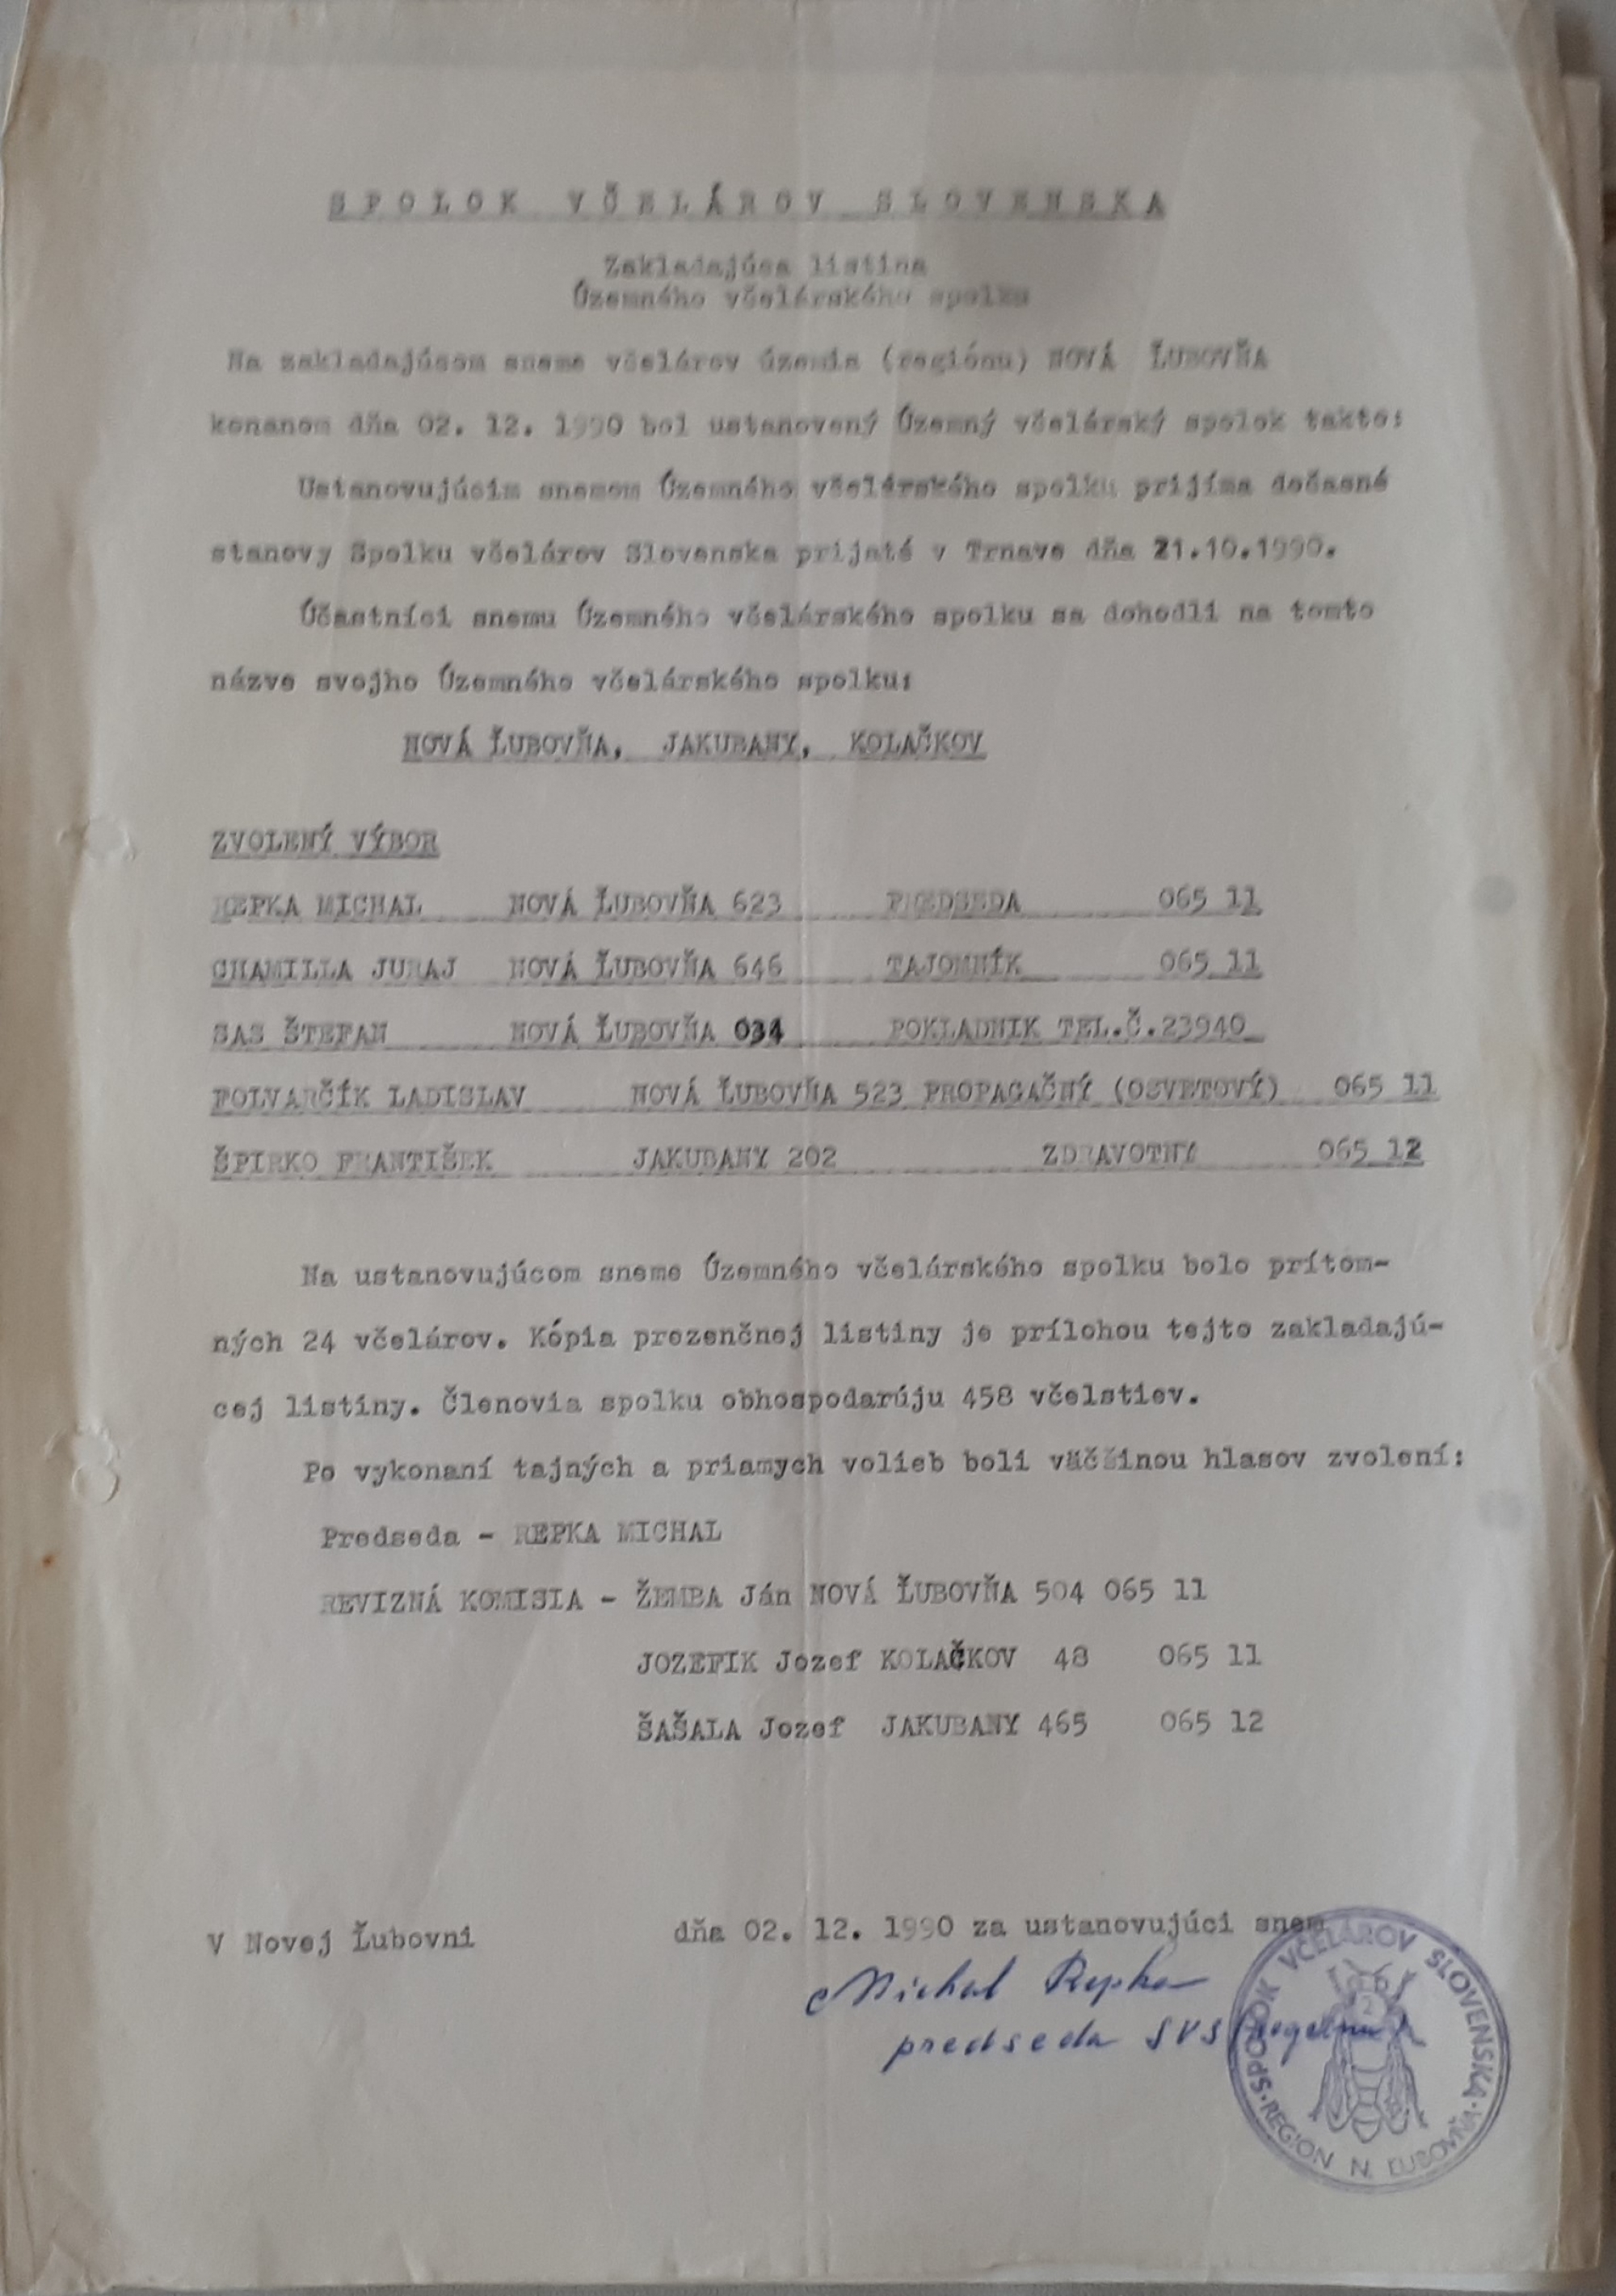 SPOLOK VČELÁROV SLOVENSKA
Zakladajúca listina
Územného včelárského spolku
Na zakladajúcom sneme včelárov územia (regiónu) NOVÁ ĽUBOVŇA
konanom dňa 02. 12. 1990 bol ustanovený Územný včelárský spolok takto:
Ustanovujúcim snemom Územného včelárského spolku prijíma dočasné
stanovy Spolku včelárov Slovenska prijaté v Trnave dňa 21.10.1990.
Účastníci snemu Územného včelárského spolku sa dohodli na tomto
názve svojho Územného včelárského spolku:
NOVÁ ĽUBOVŇA, JAKUBANY, KOLAČKOV
ZVOLENÝ VÝBOR
REPKA MICHAL NOVÁ ĽUBOVŇA 623 PREDSEDA 065 11
CHAMILLA JURAJ NOVÁ ĽUBOVŇA 646 TAJOMNÍK 065 11
SAS ŠTEFAN NOVÁ ĽUBOVŇA 034 POKLADNIK TEL.Č.23940
FOLVARČÍK LADISLAV NOVÁ ĽUBOVŇA 523 PROPAGAČNÝ (OSVETOVÝ) 065 11
ŠPIRKO FRANTIŠEK JAKUBANY 202 ZDRAVOTNÝ 065 12
Na ustanovujúcom sneme Územného včelárského spolku bolo prítom-
ných 24 včelárov. Kópia prezenčnej listiny je prílohou tejto zakladajú-
cej listiny. Členovia spolku obhospodarúju 458 včelstiev.
Po vykonaní tajných a priamych volieb boli väčšinou hlasov zvolení:
Predseda - REPKA MICHAL
REVIZNÁ KOMISIA - ŽEMBA Ján NOVÁ ĽUBOVŇA 504 065 11
JOZEFIK Jozef KOLAČKOV 48 065 11
ŠAŠALA Jozef JAKUBANY 465 065 12
V Novej Ľubovni dňa 02. 12. 1990 za ustanovujúci snem
Michal Repka
predseda SVS
SPOLOK VČELÁROV SLOVENSKA
REGION N. ĽUBOVŇA